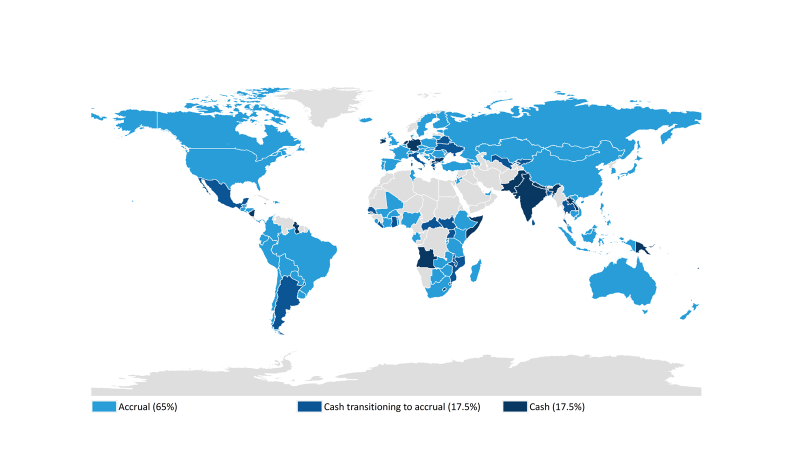 Accrual (65%)
Cash transitioning to accrual (17.5%)
Cash (17.5%)